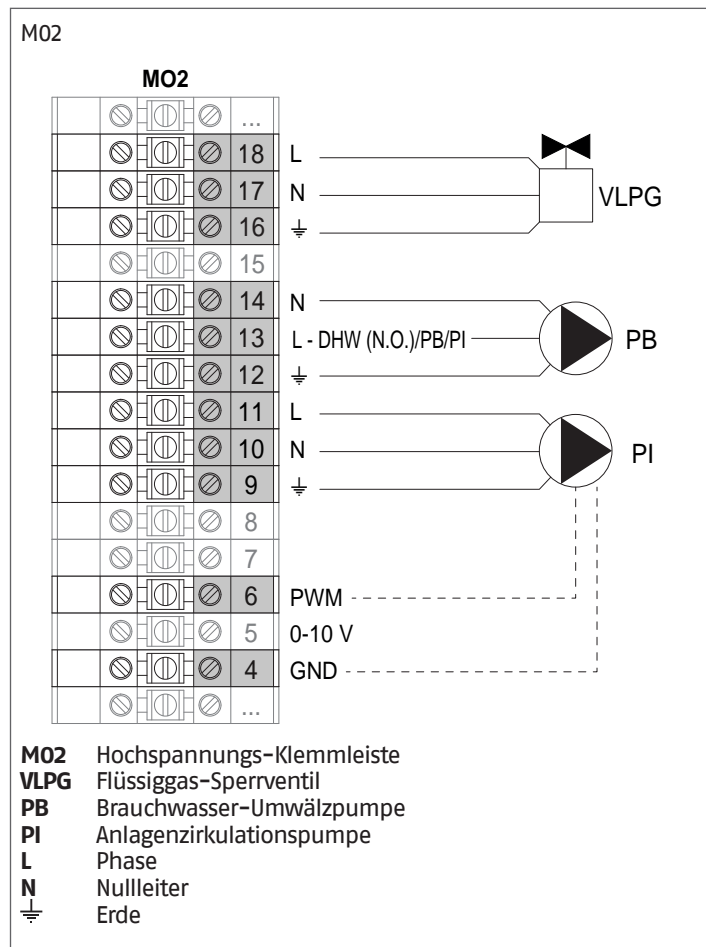 M02
MO2
...
18 L
17 N VLPG
16 ⏚
15
14 N
13 L - DHW (N.O.)/PB/PI PB
12 ⏚
11 L
10 N PI
9 ⏚
8
7
6 PWM
5 0-10 V
4 GND
...
M02 Hochspannungs-Klemmleiste
VLPG Flüssiggas-Sperrventil
PB Brauchwasser-Umwälzpumpe
PI Anlagenzirkulationspumpe
L Phase
N Nullleiter
⏚ Erde